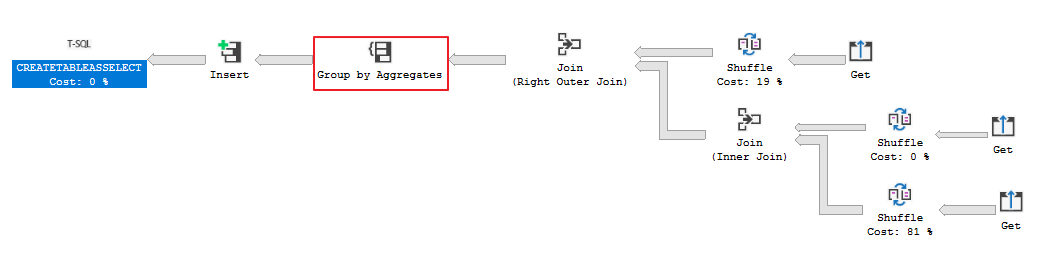 T-SQL
CREATETABLEASSELECT
Cost: 0 %
Insert
Group by Aggregates
Join
(Right Outer Join)
Shuffle
Cost: 19 %
Get
Join
(Inner Join)
Shuffle
Cost: 0 %
Get
Shuffle
Cost: 81 %
Get